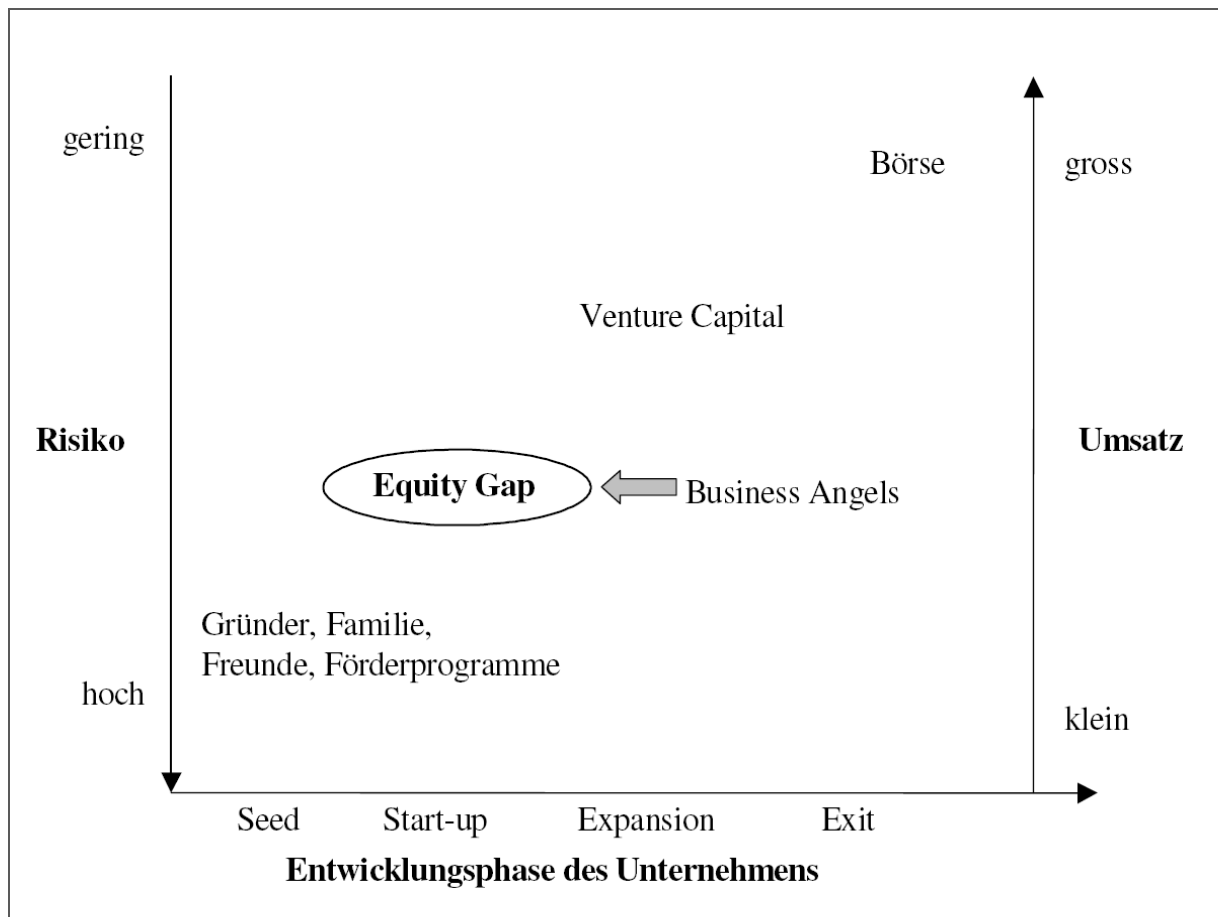 gering
Börse
gross
Venture Capital
Risiko
Umsatz
Equity Gap
Business Angels
Gründer, Familie,
Freunde, Förderprogramme
hoch
klein
Seed
Start-up
Expansion
Exit
Entwicklungsphase des Unternehmens